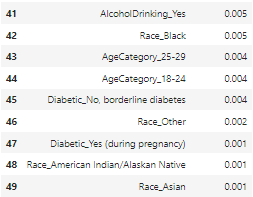 41 AlcoholDrinking_Yes 0.005
42 Race_Black 0.005
43 AgeCategory_25-29 0.004
44 AgeCategory_18-24 0.004
45 Diabetic_No, borderline diabetes 0.004
46 Race_Other 0.002
47 Diabetic_Yes (during pregnancy) 0.001
48 Race_American Indian/Alaskan Native 0.001
49 Race_Asian 0.001